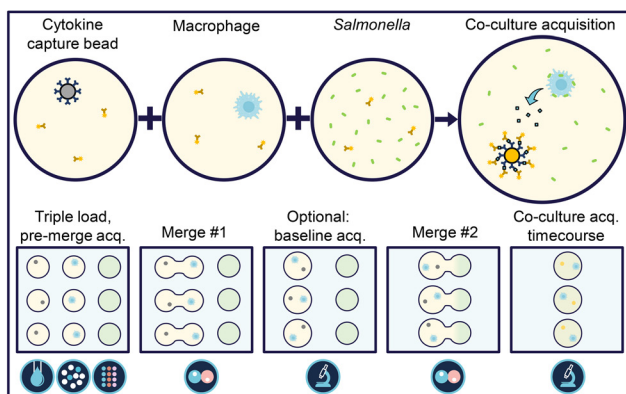 Cytokine
capture bead
Macrophage
Salmonella
Co-culture acquisition
Triple load,
pre-merge acq.
Merge #1
Optional:
baseline acq.
Merge #2
Co-culture acq.
timecourse